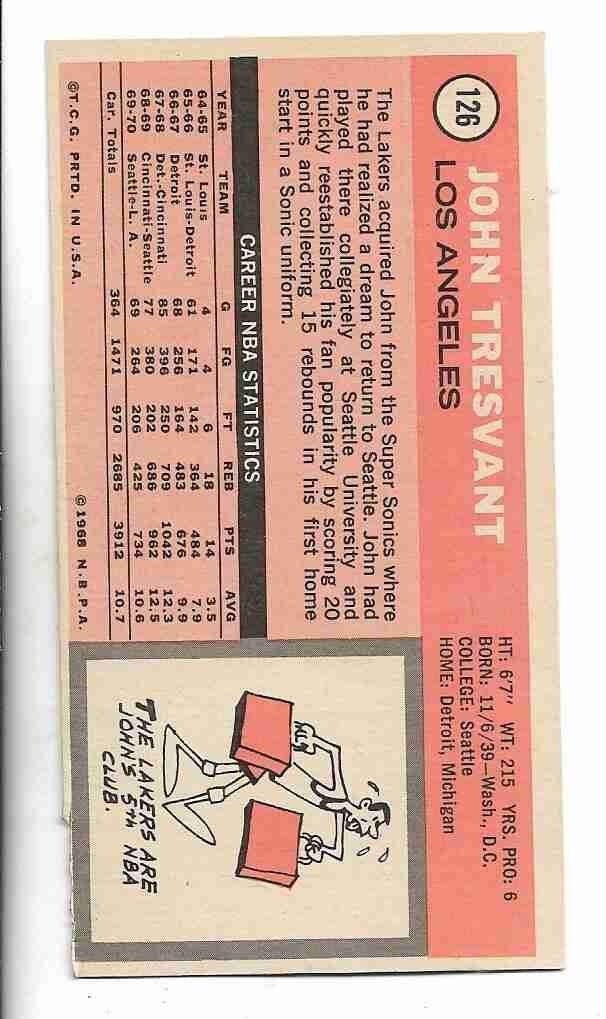 126
JOHN TRESVANT
LOS ANGELES
HT: 6'7" WT: 215 YRS. PRO: 6
BORN: 11/6/39—Wash., D.C.
COLLEGE: Seattle
HOME: Detroit, Michigan
The Lakers acquired John from the Super Sonics where
he had realized a dream to return to Seattle. John had
played there collegiately at Seattle University and
quickly reestablished his fan popularity by scoring 20
points and collecting 15 rebounds in his first home
start in a Sonic uniform.
CAREER NBA STATISTICS
YEAR TEAM G FG FT REB PTS AVG
64-65 St. Louis 4 4 6 18 14 3.5
65-66 St. Louis-Detroit 61 171 142 364 484 7.9
66-67 Detroit 68 256 164 483 676 9.9
67-68 Det.-Cincinnati 85 396 250 709 1042 12.3
68-69 Cincinnati-Seattle 77 380 202 686 962 12.5
69-70 Seattle-L. A. 69 264 206 425 734 10.6
Car. Totals 364 1471 970 2685 3912 10.7
©T.C.G. PRTD. IN U.S.A. © 1968 N.B.P.A.
THE LAKERS ARE
JOHN'S 5TH NBA
CLUB.